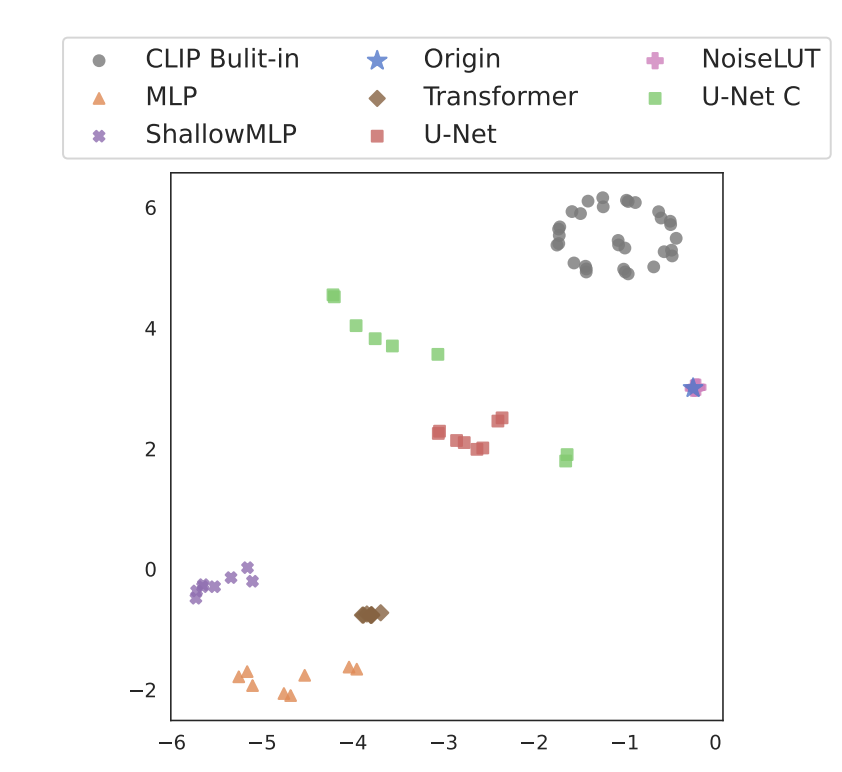 CLIP Bulit-in Origin NoiseLUT
MLP Transformer U-Net C
ShallowMLP U-Net
6
4
2
0
−2
−6 −5 −4 −3 −2 −1 0